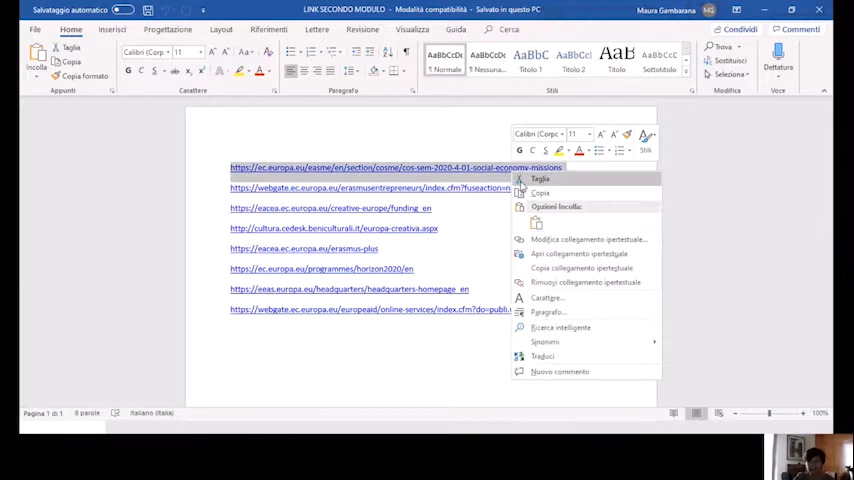 Salvataggio automatico
LINK SECONDO MODULO - Modalità compatibilità - Salvato in questo PC
Maura Gambarana
MG
File Home Inserisci Progettazione Layout Riferimenti Lettere Revisione Visualizza Guida Cerca
Condividi Commenti
Incolla
Taglia
Copia
Copia formato
Calibri (Corp 11
G C S ab x₂ x²
AaBbCcDc AaBbCcDc AaBbC AaBbCc AaB AaBbCcD
Normale Nessuna... Titolo 1 Titolo 2 Titolo Sottotitolo
Trova
Sostituisci
Seleziona
Dettatura
Appunti Carattere Paragrafo Stili Modifica Voce
Calibri (Corpo 11
G C S Stili
https://ec.europa.eu/easme/en/section/cosme/cos-sem-2020-4-01-social-economy-missions
https://webgate.ec.europa.eu/erasmusentrepreneurs/index.cfm?fuseaction=n
https://eacea.ec.europa.eu/creative-europe/funding_en
http://cultura.cedesk.beniculturali.it/europa-creativa.aspx
https://eacea.ec.europa.eu/erasmus-plus
https://ec.europa.eu/programmes/horizon2020/en
https://eeas.europa.eu/headquarters/headquarters-homepage_en
https://webgate.ec.europa.eu/europeaid/online-services/index.cfm?do=publi.
Taglia
Copia
Opzioni Incolla:
Modifica collegamento ipertestuale...
Apri collegamento ipertestuale
Copia collegamento ipertestuale
Rimuovi collegamento ipertestuale
Carattere...
Paragrafo...
Ricerca intelligente
Sinonimi
Traduci
Nuovo commento
Pagina 1 di 1 8 parole Italiano (Italia)
100%